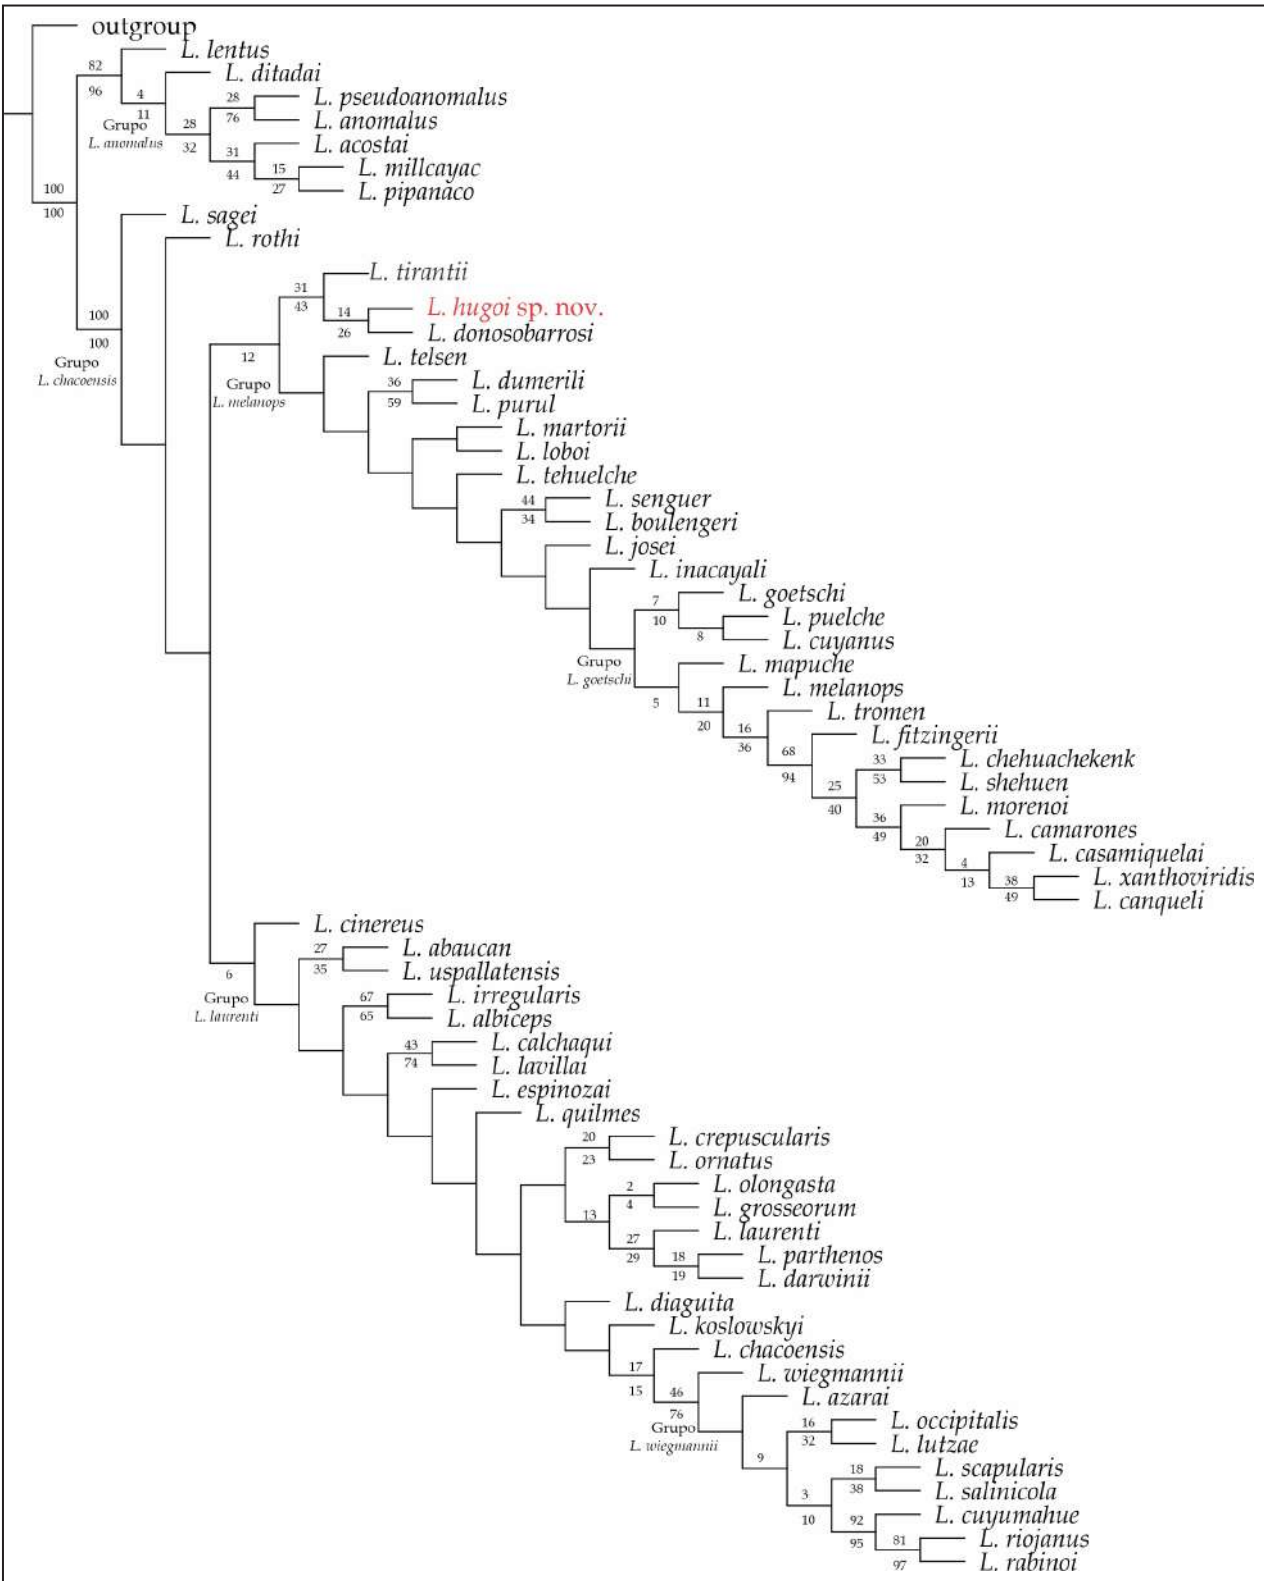 outgroup
L. lentus
82
L. ditadai
96
4
28
L. pseudoanomalus
11
76
L. anomalus
Grupo
L. anomalus
28
32
31
L. acostai
44
15
L. millcayac
27
L. pipanaco
100
100
L. sagei
L. rothi
L. tirantii
31
43
14
L. hugoi sp. nov.
26
L. donosobarrosi
100
100
Grupo
L. chacoensis
12
L. telsen
Grupo
L. melanops
36
L. dumerili
59
L. purul
L. martorii
L. loboi
L. tehuelche
44
L. senguer
34
L. boulengeri
L. josei
L. inacayali
7
L. goetschi
10
L. puelche
8
L. cuyanus
Grupo
L. goetschi
L. mapuche
5
11
L. melanops
20
16
L. tromen
36
68
L. fitzingerii
94
33
L. chehuachekenk
25
53
L. shehuen
40
36
L. morenoi
49
20
L. camarones
32
4
L. casamiquelai
13
38
L. xanthoviridis
49
L. canqueli
L. cinereus
27
L. abaucan
6
35
L. uspallatensis
Grupo
L. laurenti
67
L. irregularis
65
L. albiceps
43
L. calchaqui
74
L. lavillai
L. espinozai
L. quilmes
20
L. crepuscularis
23
L. ornatus
2
L. olongasta
13
4
L. grosseorum
27
L. laurenti
29
18
L. parthenos
19
L. darwinii
L. diaguita
L. koslowskyi
17
L. chacoensis
15
46
L. wiegmannii
76
Grupo
L. wiegmannii
L. azarai
16
L. occipitalis
32
L. lutzae
9
18
L. scapularis
3
38
L. salinicola
10
92
L. cuyumahue
95
81
L. riojanus
97
L. rabinoi